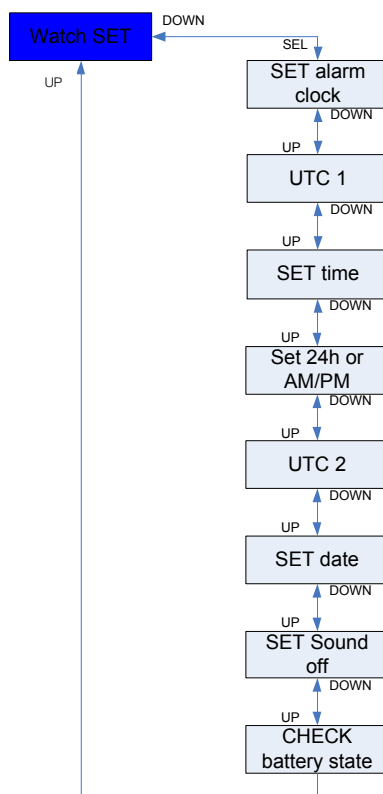 DOWN
Watch SET
SEL
UP
SET alarm
clock
DOWN
UP
UTC 1
DOWN
UP
SET time
DOWN
UP
Set 24h or
AM/PM
DOWN
UP
UTC 2
DOWN
UP
SET date
DOWN
UP
SET Sound
off
DOWN
UP
CHECK
battery state